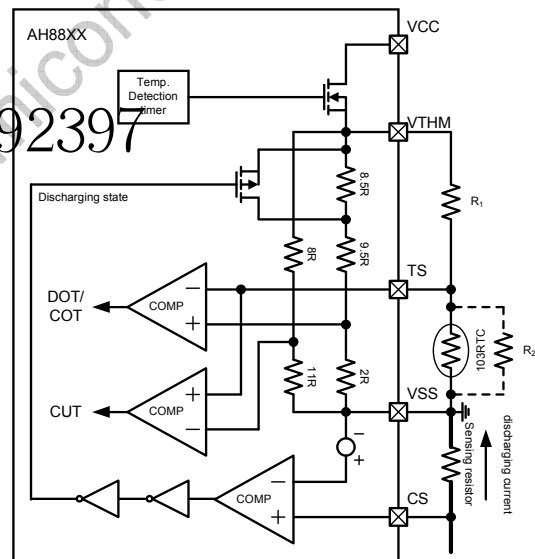 AH88XX
VCC
Temp.
Detection
timer
VTHM
92397
8.5R
R1
Discharging state
8R
9.5R
TS
DOT/
COT
COMP
−
+
103RTC
R2
11R
2R
CUT
COMP
+
−
VSS
−
+
Sensing resistor
discharging current
COMP
−
+
CS